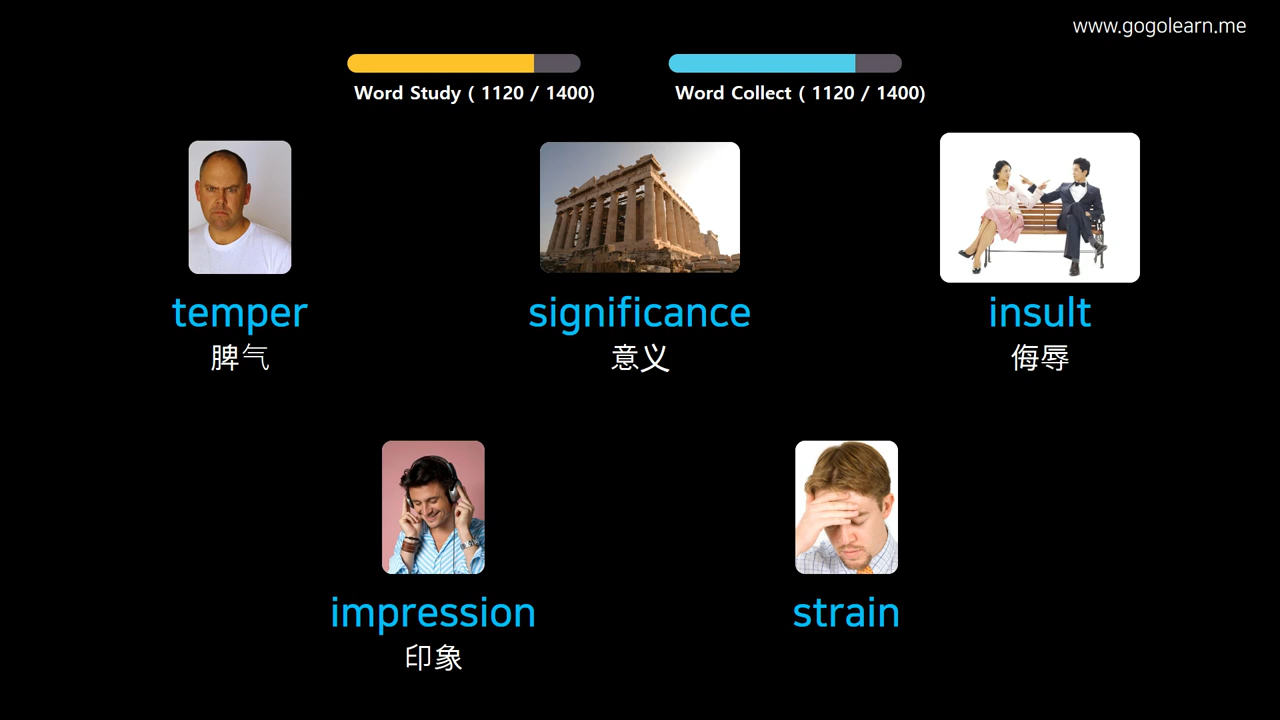 www.gogolearn.me
Word Study ( 1120 / 1400)
Word Collect ( 1120 / 1400)
temper
脾气
significance
意义
insult
侮辱
impression
印象
strain